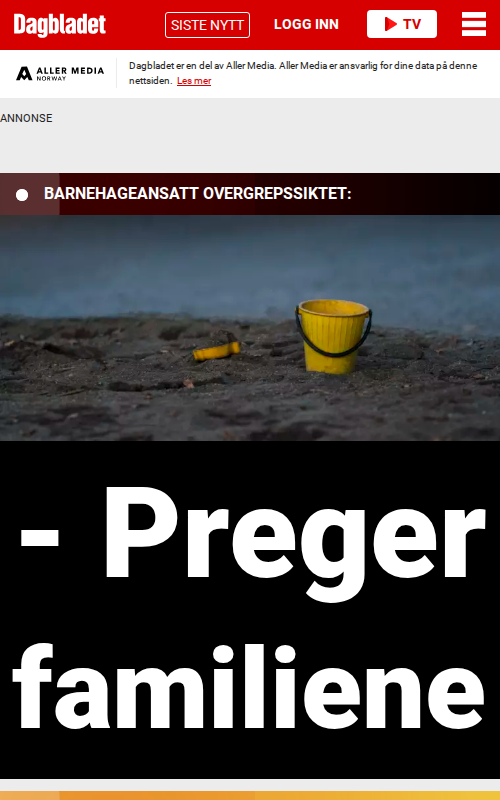 Dagbladet
SISTE NYTT
LOGG INN
TV
ALLER MEDIA
NORWAY
Dagbladet er en del av Aller Media. Aller Media er ansvarlig for dine data på denne
nettsiden. Les mer
ANNONSE
BARNEHAGEANSATT OVERGREPSSIKTET:
- Preger
familiene